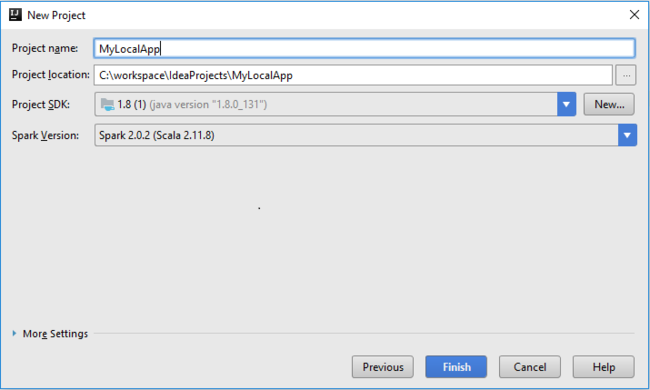 New Project
Project name: MyLocalApp
Project location: C:\workspace\IdeaProjects\MyLocalApp ...
Project SDK: 1.8 (1) (java version "1.8.0_131") New...
Spark Version: Spark 2.0.2 (Scala 2.11.8)
More Settings
Previous Finish Cancel Help